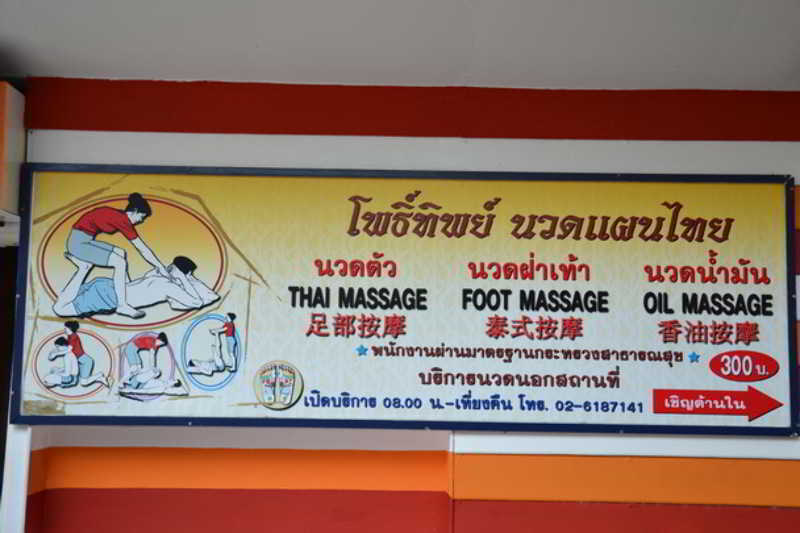 โพธิ์ทิพย์ นวดแผนไทย
นวดตัว นวดฝ่าเท้า นวดน้ำมัน
THAI MASSAGE FOOT MASSAGE OIL MASSAGE
足部按摩 泰式按摩 香油按摩
พนักงานผ่านมาตรฐานกระทรวงสาธารณสุข
300 บ.
บริการนวดนอกสถานที่
เปิดบริการ 08.00 น.-เที่ยงคืน โทร. 02-6187141
เชิญด้านใน